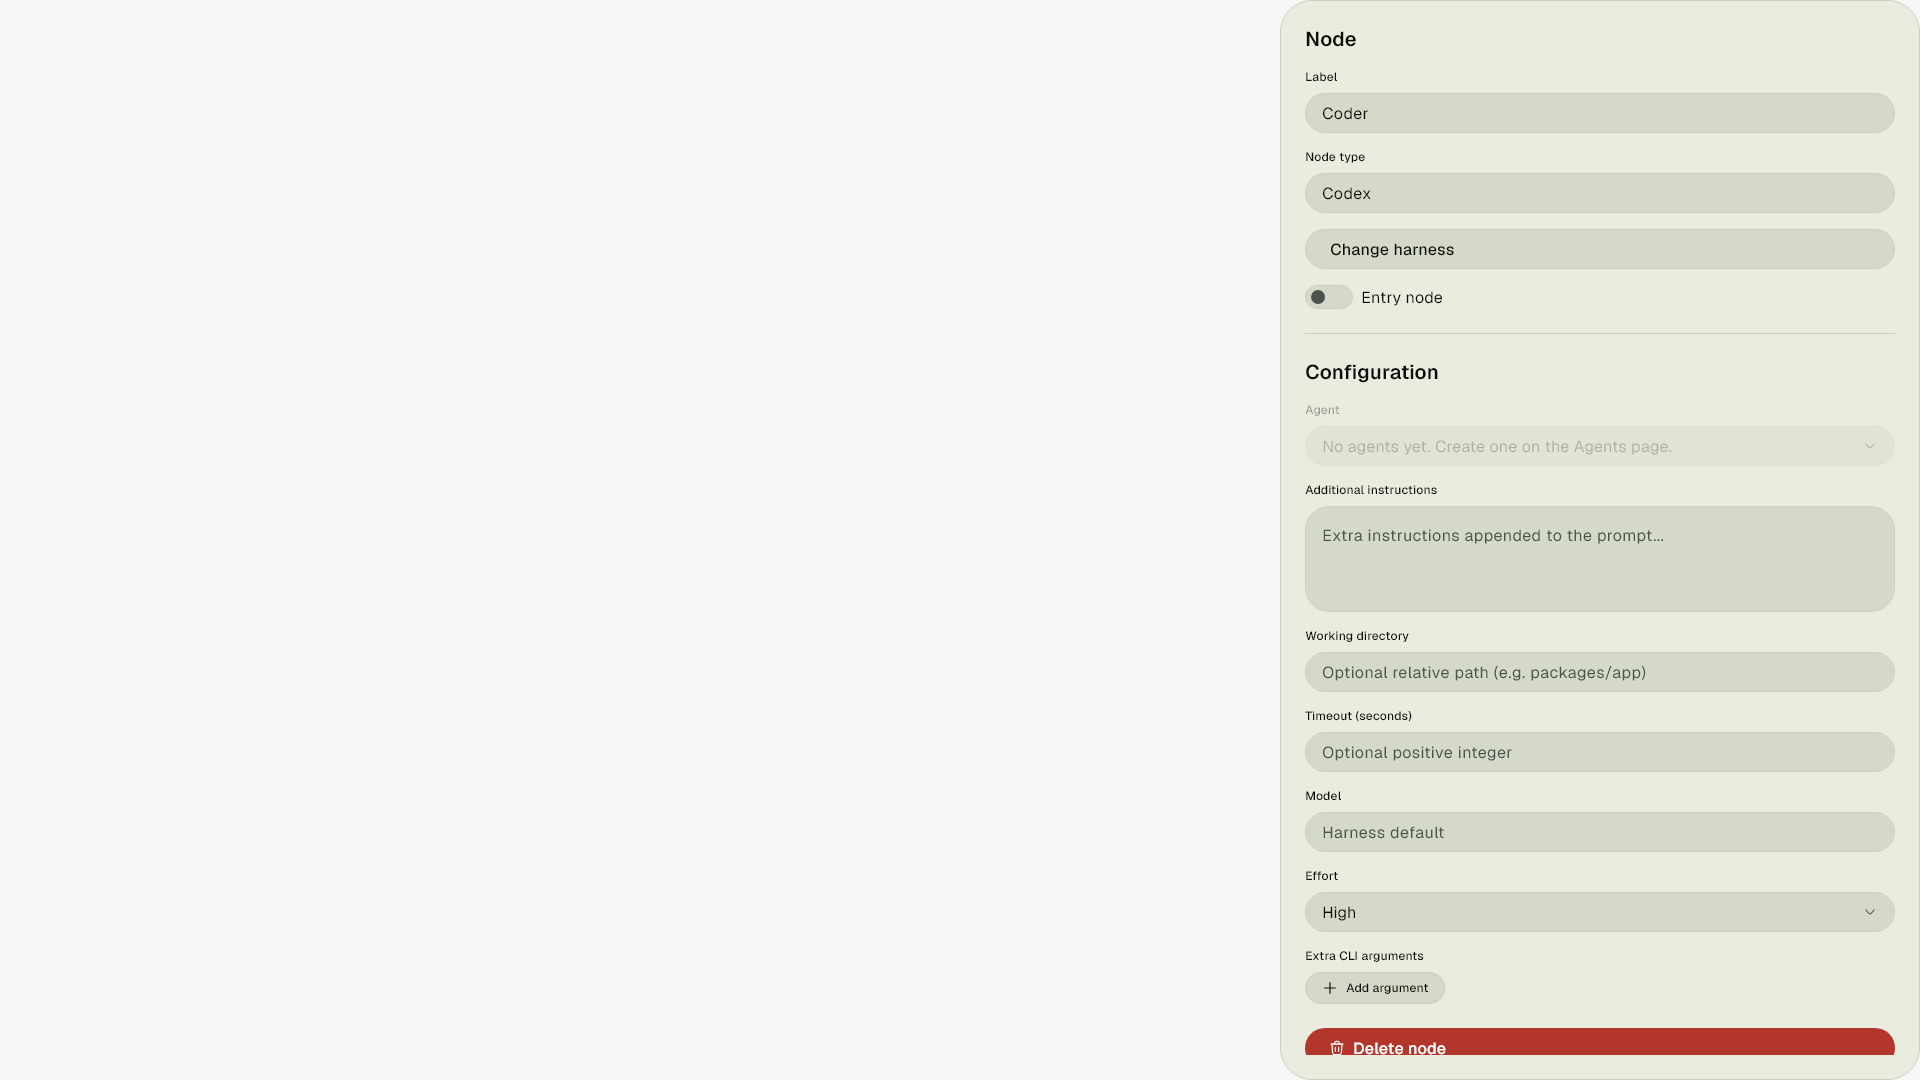 Node
Label
Coder
Node type
Codex
Change harness
Entry node
Configuration
Agent
No agents yet. Create one on the Agents page.
Additional instructions
Extra instructions appended to the prompt...
Working directory
Optional relative path (e.g. packages/app)
Timeout (seconds)
Optional positive integer
Model
Harness default
Effort
High
Extra CLI arguments
Add argument
Delete node